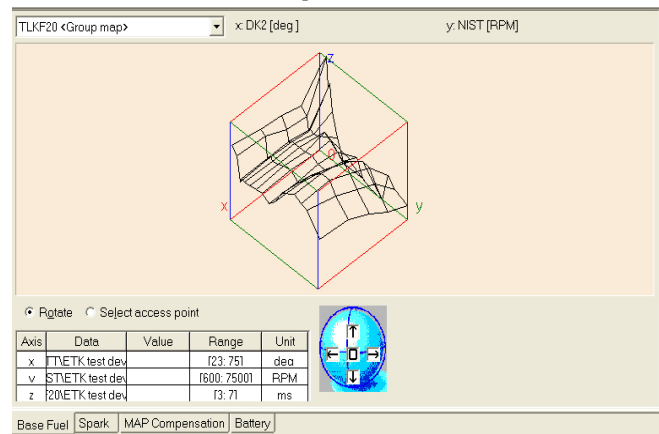 TLKF20 <Group map> x: DK2 [deg ] y: NIST [RPM]
z
0
x
y
Rotate Select access point
Axis Data Value Range Unit
x TT\ETK test dev [23: 75] deg
y ST\ETK test dev [600: 7500] RPM
z 20\ETK test dev [3: 7] ms
Base Fuel Spark MAP Compensation Battery